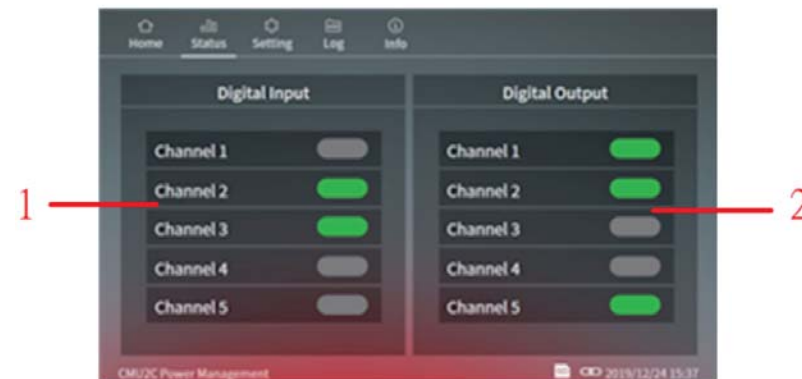 Home Status Setting Log Info
Digital Input
Channel 1
Channel 2
Channel 3
Channel 4
Channel 5
Digital Output
Channel 1
Channel 2
Channel 3
Channel 4
Channel 5
1
2
CMU2C Power Management
2019/12/24 15:37